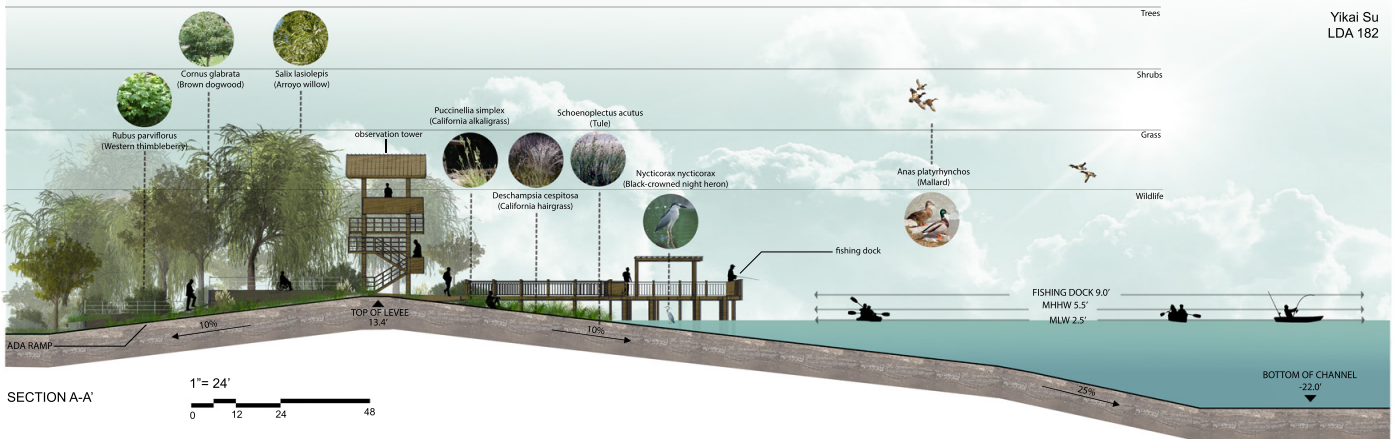 Trees
Yikai Su
LDA 182
Shrubs
Cornus glabrata
(Brown dogwood)
Salix lasiolepis
(Arroyo willow)
Puccinellia simplex
(California alkaligrass)
Schoenoplectus acutus
(Tule)
Rubus parviflorus
(Western thimbleberry)
observation tower
Grass
Nycticorax nycticorax
(Black-crowned night heron)
Anas platyrhynchos
(Mallard)
Deschampsia cespitosa
(California hairgrass)
Wildlife
fishing dock
FISHING DOCK 9.0'
MHHW 5.5'
MLW 2.5'
TOP OF LEVEE
13.4'
10%
10%
ADA RAMP
25%
BOTTOM OF CHANNEL
-22.0'
SECTION A-A'
1”= 24’
0 12 24 48